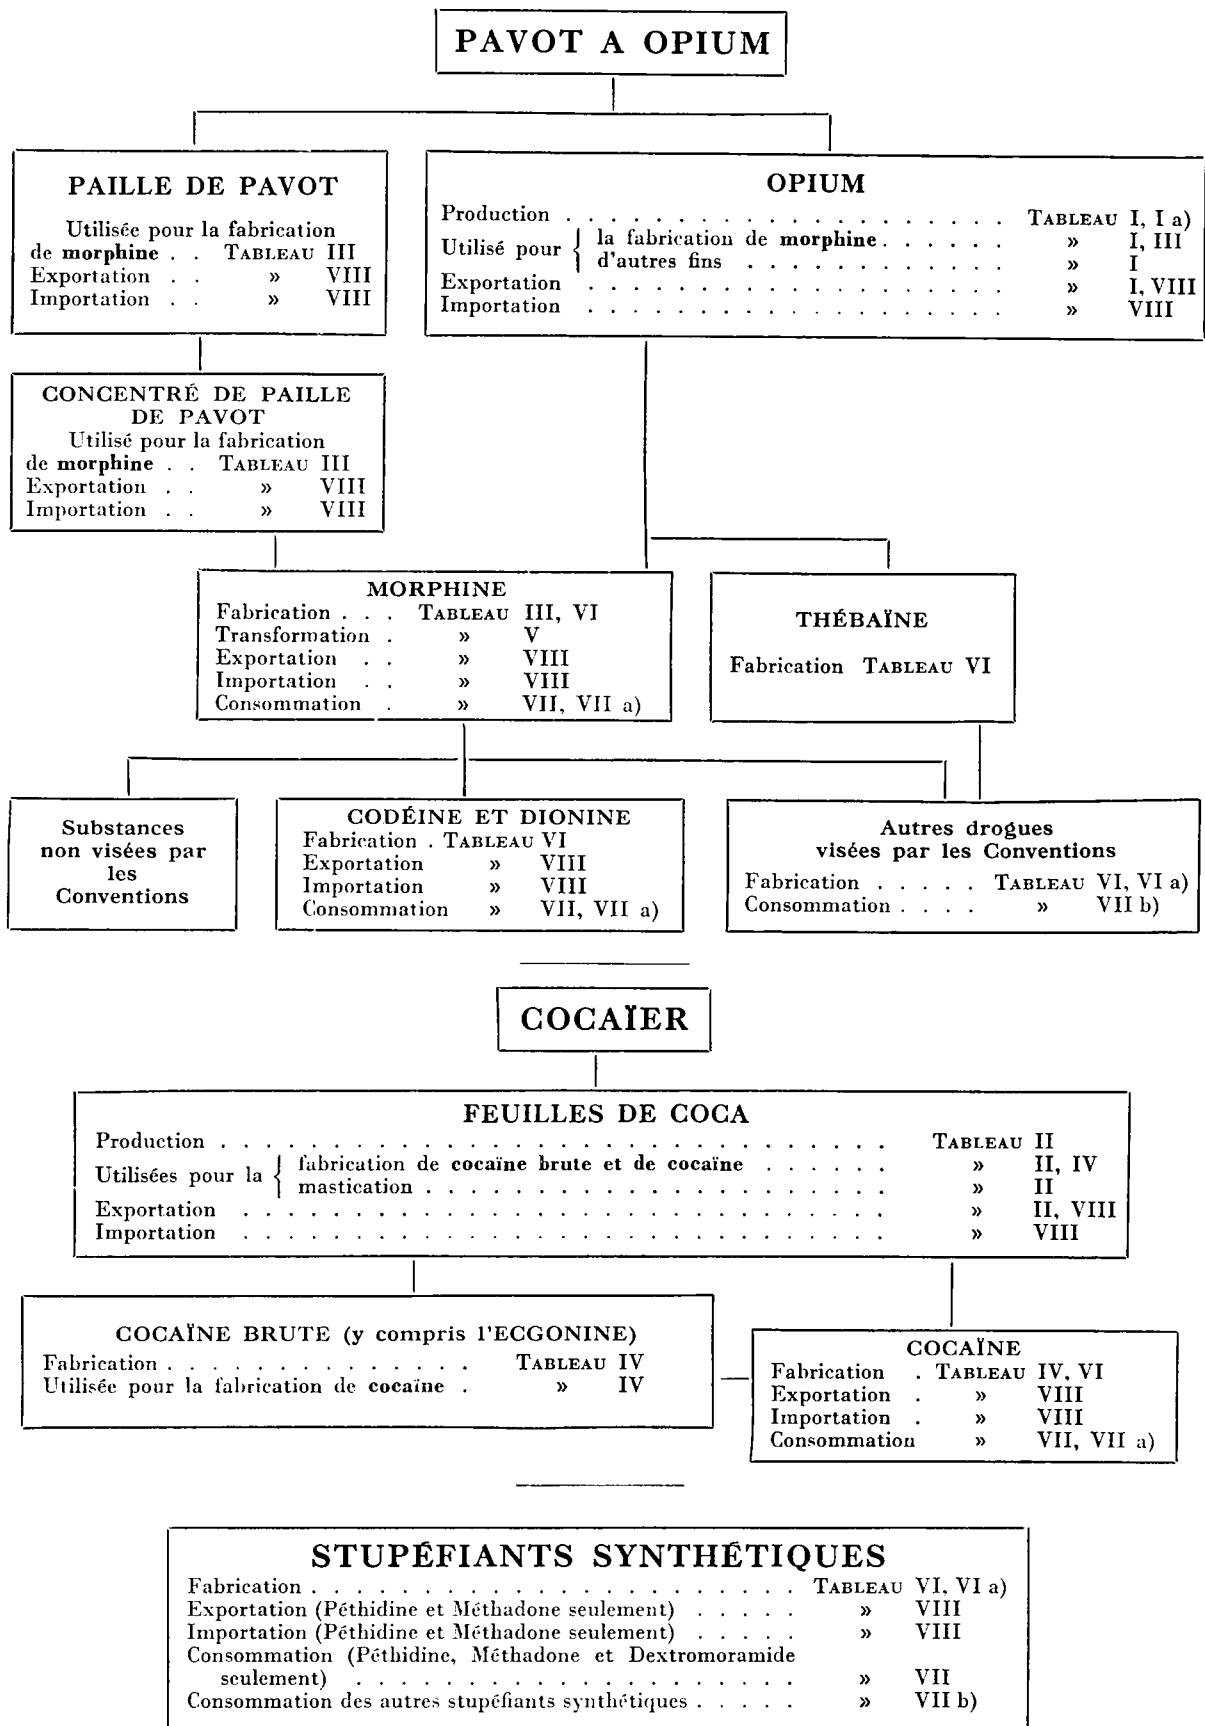 PAVOT A OPIUM
PAILLE DE PAVOT
Utilisée pour la fabrication
de morphine . . TABLEAU III
Exportation . . » VIII
Importation . . » VIII
OPIUM
Production . . . . . . . . . . . . . . . . . . . . TABLEAU I, I a)
Utilisé pour { la fabrication de morphine . . . . . . » I, III
d'autres fins . . . . . . . . . . . . » I
Exportation . . . . . . . . . . . . . . . . . . . » I, VIII
Importation . . . . . . . . . . . . . . . . . . . » VIII
CONCENTRÉ DE PAILLE
DE PAVOT
Utilisé pour la fabrication
de morphine . . TABLEAU III
Exportation . . » VIII
Importation . . » VIII
MORPHINE
Fabrication . . . TABLEAU III, VI
Transformation . » V
Exportation . . » VIII
Importation . . » VIII
Consommation . » VII, VII a)
THÉBAÏNE
Fabrication TABLEAU VI
Substances
non visées par
les
Conventions
CODÉINE ET DIONINE
Fabrication . TABLEAU VI
Exportation » VIII
Importation » VIII
Consommation » VII, VII a)
Autres drogues
visées par les Conventions
Fabrication . . . . . TABLEAU VI, VI a)
Consommation . . . . » VII b)
COCAÏER
FEUILLES DE COCA
Production . . . . . . . . . . . . . . . . . . . . . . . . . . . . . . TABLEAU II
Utilisées pour la { fabrication de cocaïne brute et de cocaïne . . . . . . » II, IV
mastication . . . . . . . . . . . . . . . . . . . . . » II
Exportation . . . . . . . . . . . . . . . . . . . . . . . . . . . . . » II, VIII
Importation . . . . . . . . . . . . . . . . . . . . . . . . . . . . . » VIII
COCAÏNE BRUTE (y compris l'ECGONINE)
Fabrication . . . . . . . . . . . . . . TABLEAU IV
Utilisée pour la fabrication de cocaïne . » IV
COCAÏNE
Fabrication . TABLEAU IV, VI
Exportation . » VIII
Importation . » VIII
Consommation » VII, VII a)
STUPÉFIANTS SYNTHÉTIQUES
Fabrication . . . . . . . . . . . . . . . . . . . . . . TABLEAU VI, VI a)
Exportation (Péthidine et Méthadone seulement) . . . . . » VIII
Importation (Péthidine et Méthadone seulement) . . . . . » VIII
Consommation (Péthidine, Méthadone et Dextromoramide
seulement) . . . . . . . . . . . . . . . . . . . . » VII
Consommation des autres stupéfiants synthétiques . . . . . » VII b)